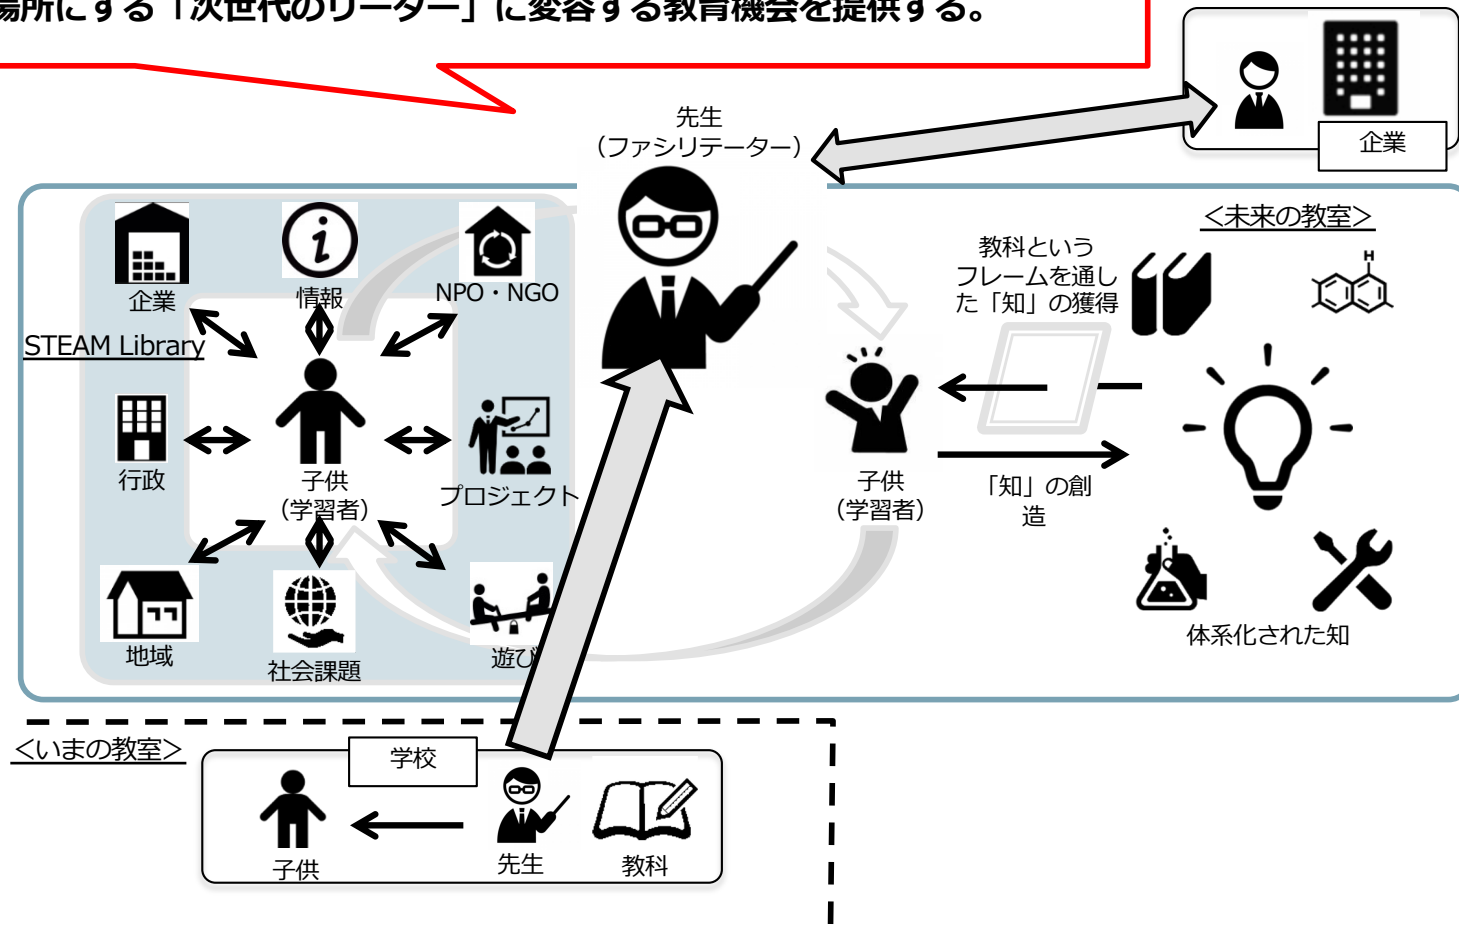 場所にする「次世代のリーダー」に変容する教育機会を提供する。
先生
（ファシリテーター）
企業
＜未来の教室＞
企業
情報
NPO・NGO
教科という
フレームを通し
た「知」の獲得
STEAM Library
行政
子供
（学習者）
プロジェクト
子供
（学習者）
「知」の創
造
H
地域
社会課題
遊び
体系化された知
＜いまの教室＞
学校
子供
先生
教科